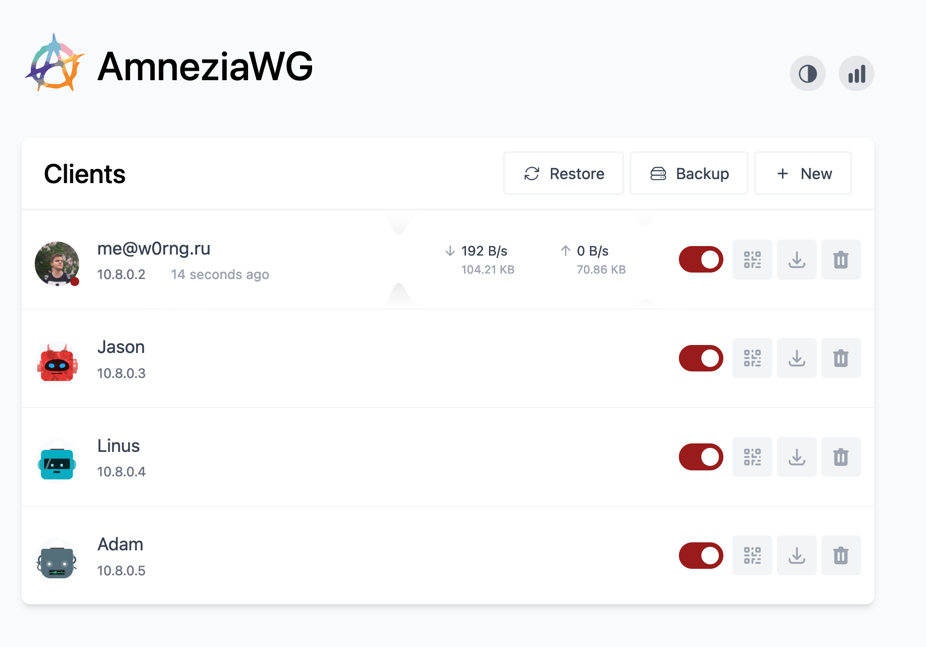 AmneziaWG
Clients
Restore
Backup
+ New
me@w0rng.ru
10.8.0.2 14 seconds ago
↓ 192 B/s
104.21 KB
↑ 0 B/s
70.86 KB
Jason
10.8.0.3
Linus
10.8.0.4
Adam
10.8.0.5